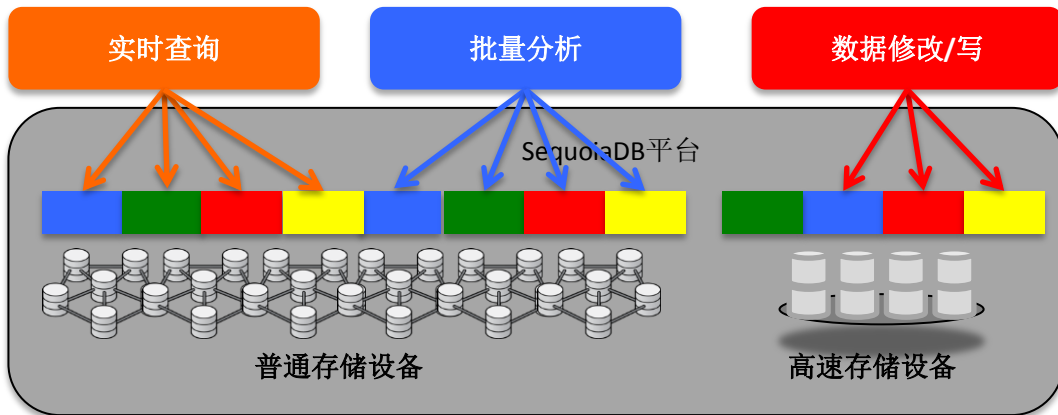 实时查询
批量分析
数据修改/写
SequoiaDB平台
普通存储设备
高速存储设备